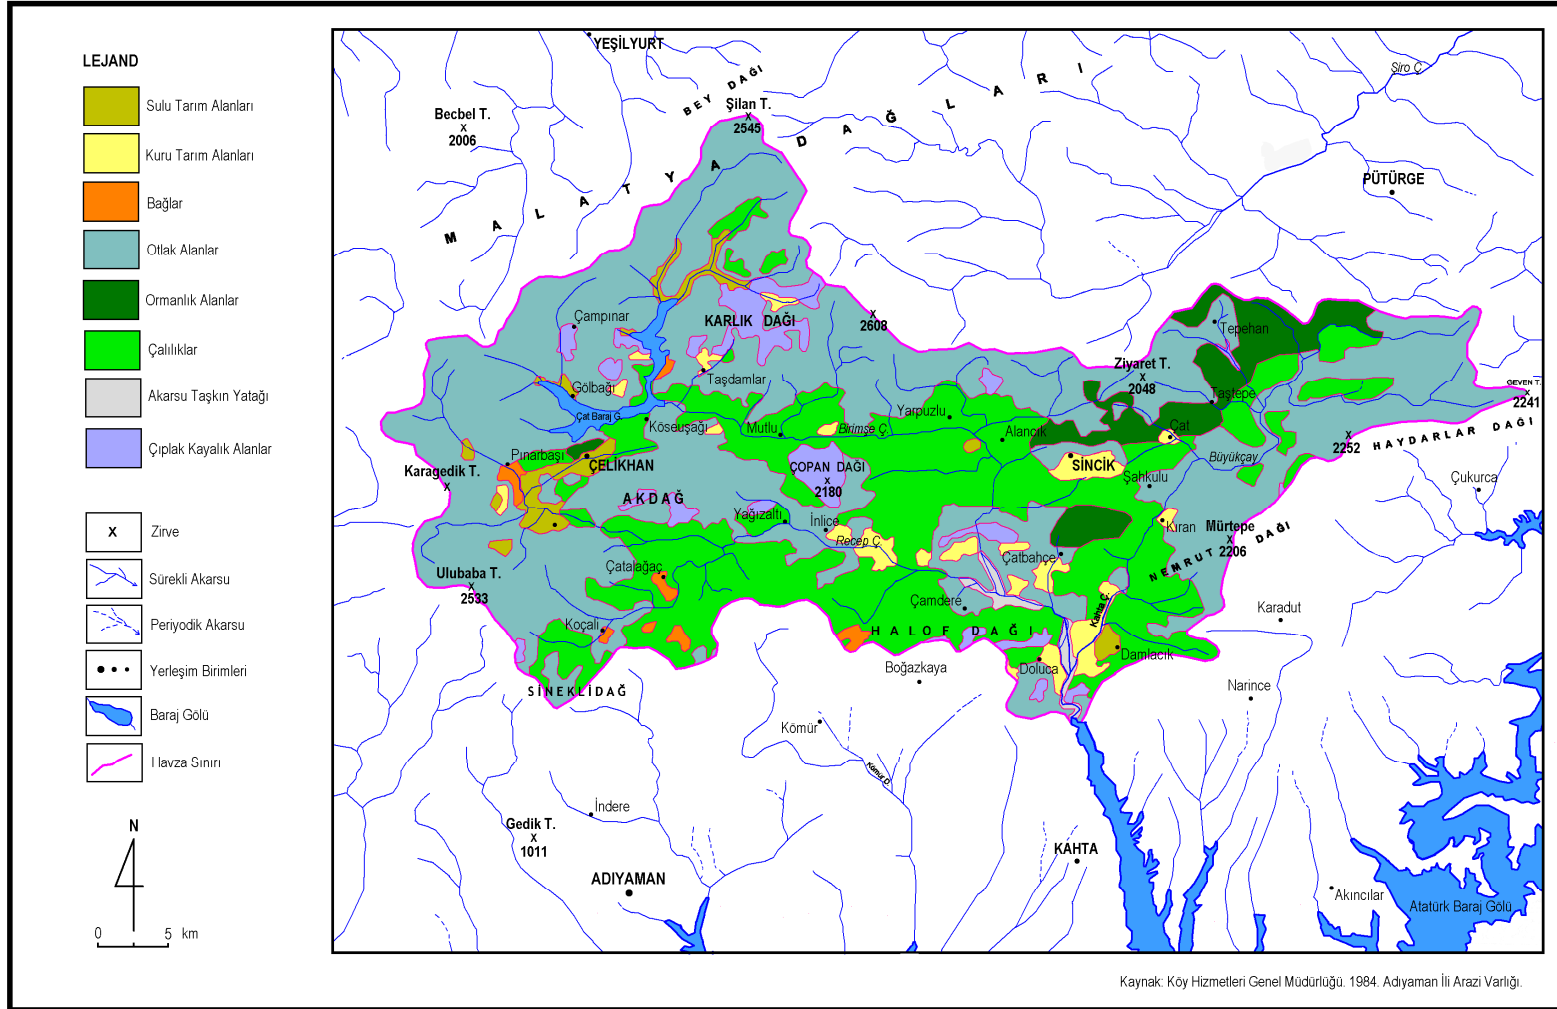 LEJAND
Sulu Tarım Alanları
Kuru Tarım Alanları
Bağlar
Otlak Alanlar
Ormanlık Alanlar
Çalılıklar
Akarsu Taşkın Yatağı
Çıplak Kayalık Alanlar
X Zirve
Sürekli Akarsu
Periyodik Akarsu
Yerleşim Birimleri
Baraj Gölü
Havza Sınırı
N
0 5 km
YEŞİLYURT
BEY DAĞI
Şilan T.
X
2545
Becbel T.
X
2006
MALATYA DAĞLARI
Şiro Ç
PÜTÜRGE
KARLIK DAĞI
X
2608
Çampınar
Tepehan
Ziyaret T.
X
2048
Taşdamlar
Gölbağı
Taştepe
GEVEN T.
X
2241
Çat Baraj G.
Köseuşağı
Mutlu
Birimşe Ç.
Yarpuzlu
Alancık
Çat
X
2252
HAYDARLAR DAĞI
Pınarbaşı
ÇELİKHAN
Karagedik T.
X
ÇOPAN DAĞI
X
2180
SİNCİK
Şahkulu
Büyükçay
Çukurca
AKDAĞ
Yağızaltı
İnlice
Recep Ç.
Kıran
Mürtepe
X
2206
NEMRUT DAĞI
Çatbahçe
Ulubaba T.
X
2533
Çatalağaç
Çamdere
Kahta Ç.
Karadut
Koçali
HALOF DAĞI
Damlacık
Doluca
Boğazkaya
SİNEKLİDAĞ
Narince
Kömür
Kömür D
İndere
Gedik T.
X
1011
KAHTA
ADIYAMAN
Akıncılar
Atatürk Baraj Gölü
Kaynak: Köy Hizmetleri Genel Müdürlüğü. 1984. Adıyaman İli Arazi Varlığı.